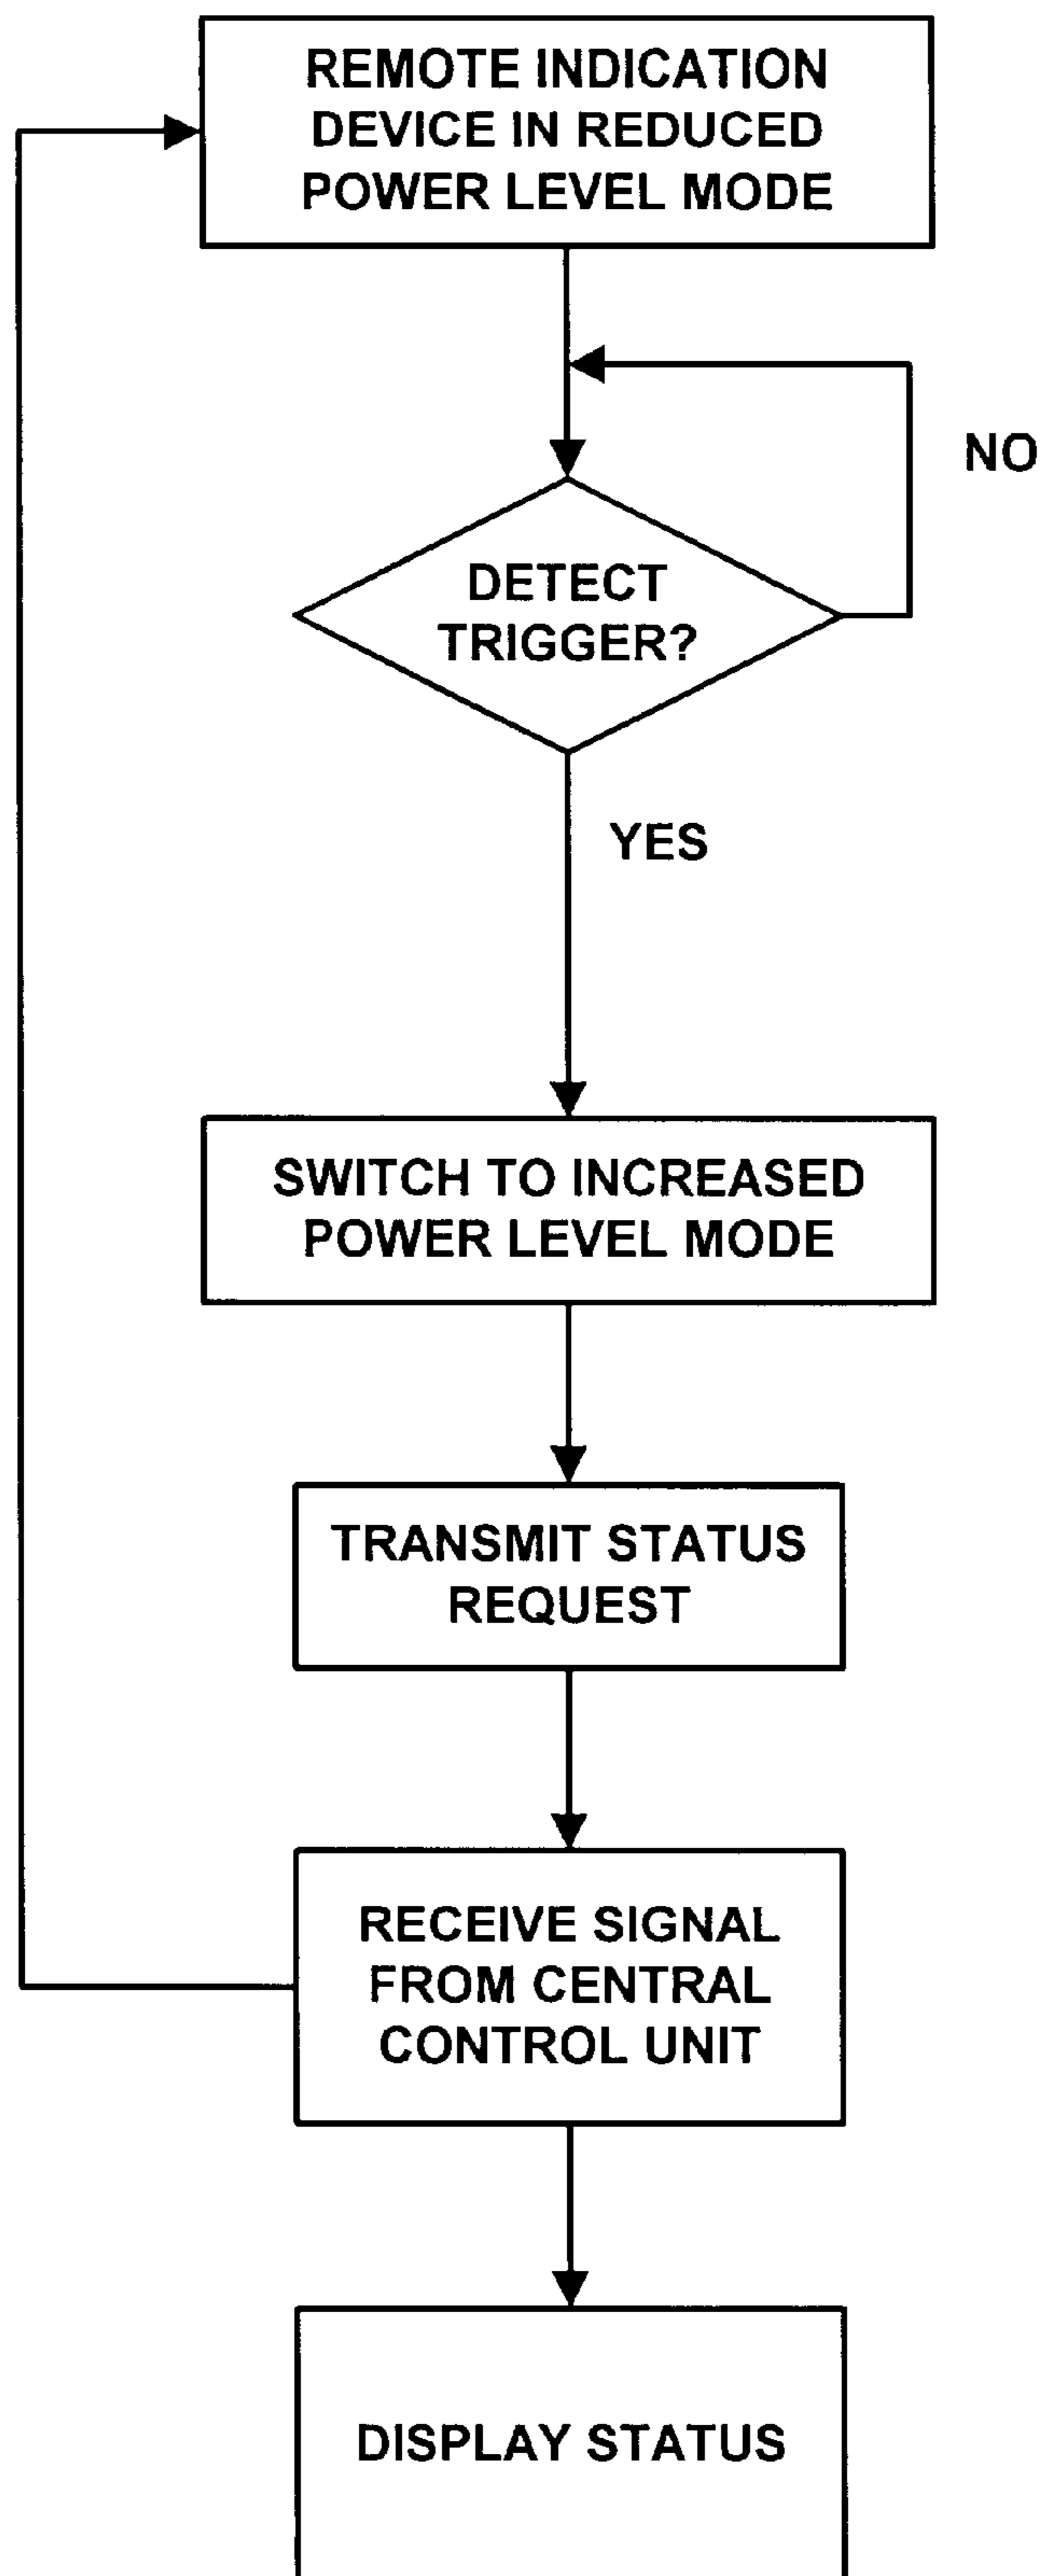 REMOTE INDICATION
DEVICE IN REDUCED
POWER LEVEL MODE
NO
DETECT
TRIGGER?
YES
SWITCH TO INCREASED
POWER LEVEL MODE
TRANSMIT STATUS
REQUEST
RECEIVE SIGNAL
FROM CENTRAL
CONTROL UNIT
DISPLAY STATUS